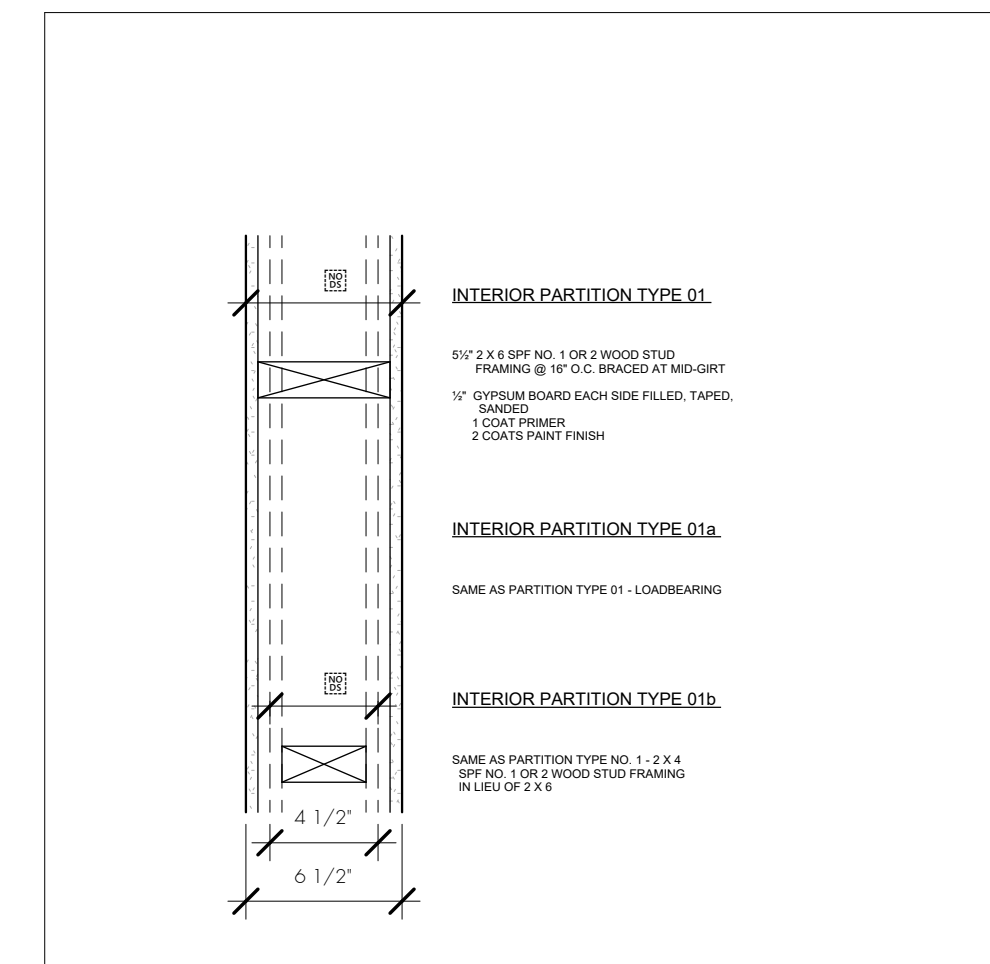 NO
DS
INTERIOR PARTITION TYPE 01
5½" 2 X 6 SPF NO. 1 OR 2 WOOD STUD
FRAMING @ 16" O.C. BRACED AT MID-GIRT
½" GYPSUM BOARD EACH SIDE FILLED, TAPED,
SANDED
1 COAT PRIMER
2 COATS PAINT FINISH
INTERIOR PARTITION TYPE 01a
SAME AS PARTITION TYPE 01 - LOADBEARING
NO
DS
INTERIOR PARTITION TYPE 01b
SAME AS PARTITION TYPE NO. 1 - 2 X 4
SPF NO. 1 OR 2 WOOD STUD FRAMING
IN LIEU OF 2 X 6
4 1/2"
6 1/2"